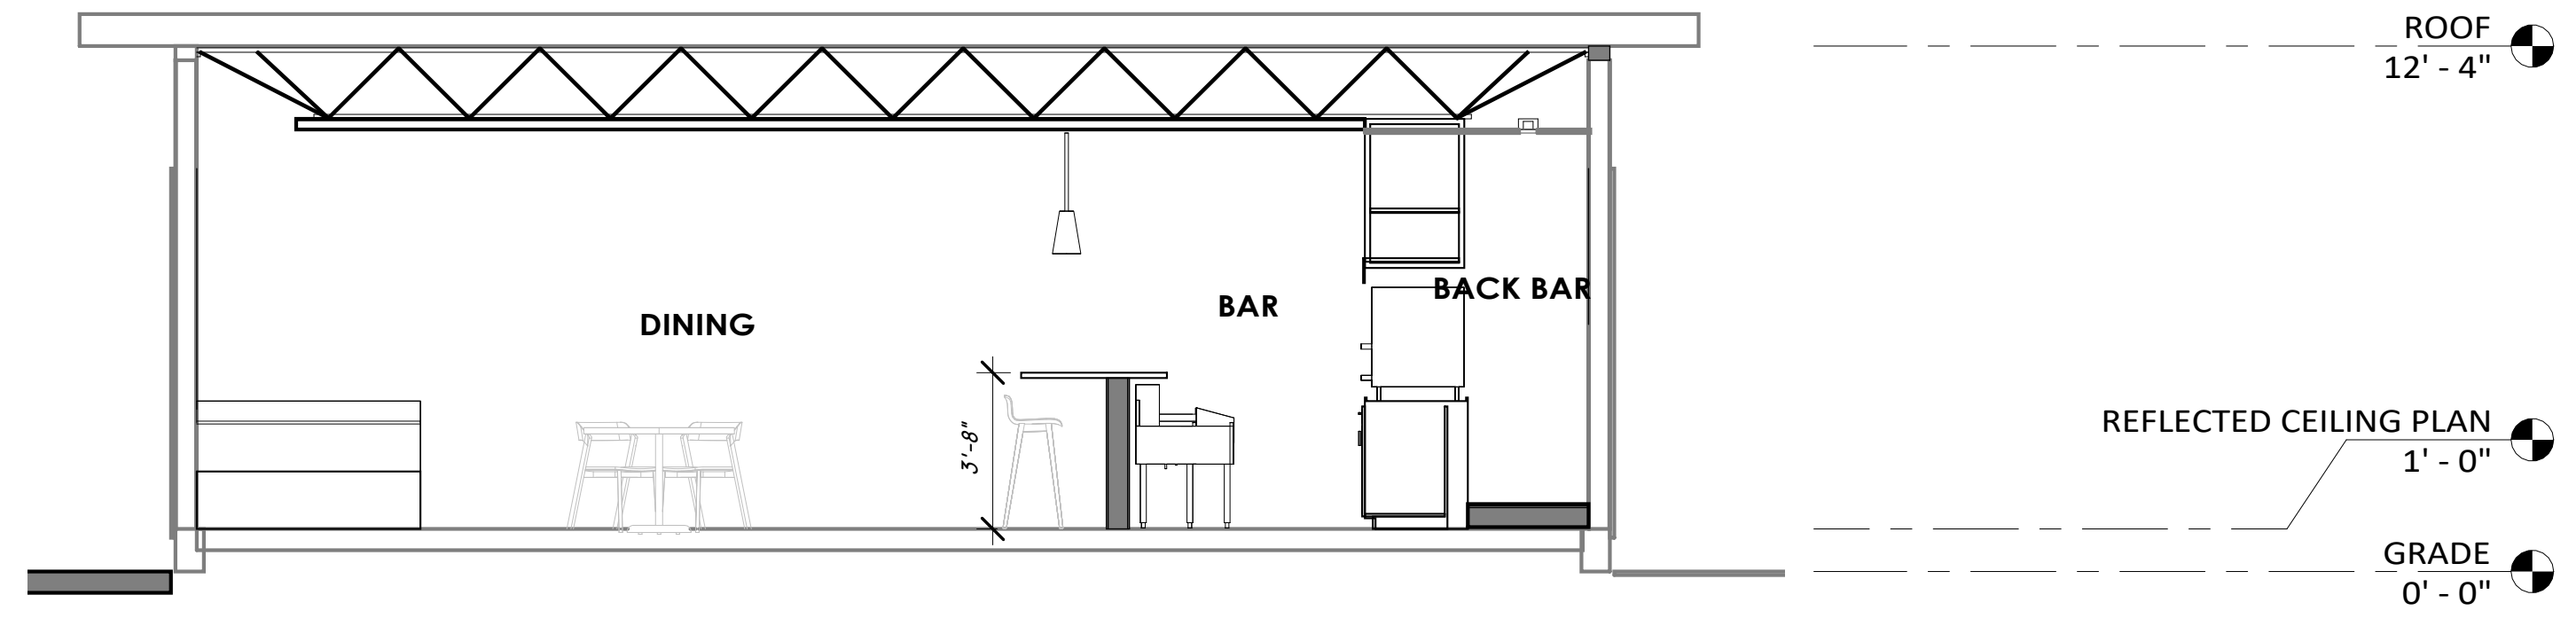 ROOF
12' - 4"
BACK BAR
BAR
DINING
3'-8"
REFLECTED CEILING PLAN
1' - 0"
GRADE
0' - 0"